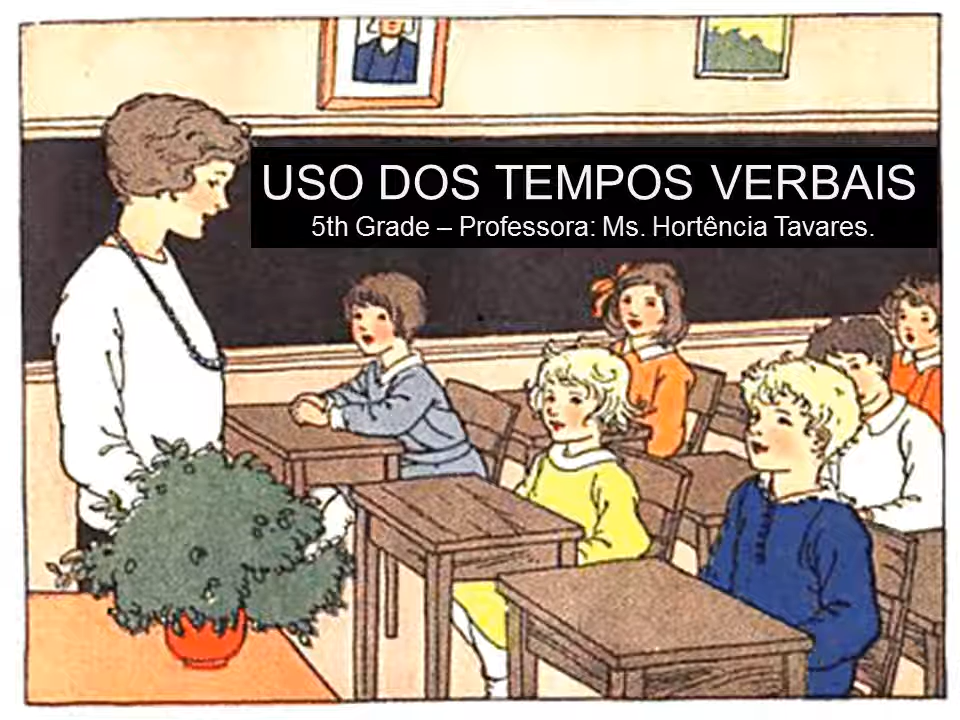 USO DOS TEMPOS VERBAIS
5th Grade – Professora: Ms. Hortência Tavares.